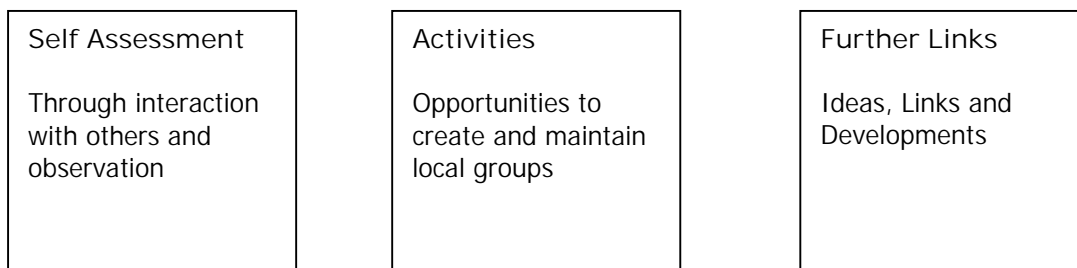 Self Assessment
Through interaction
with others and
observation
Activities
Opportunities to
create and maintain
local groups
Further Links
Ideas, Links and
Developments